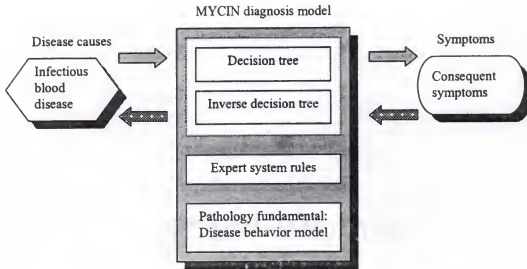 MYCIN diagnosis model
Disease causes
Infectious
blood
disease
Decision tree
Inverse decision tree
Expert system rules
Pathology fundamental:
Disease behavior model
Symptoms
Consequent
symptoms